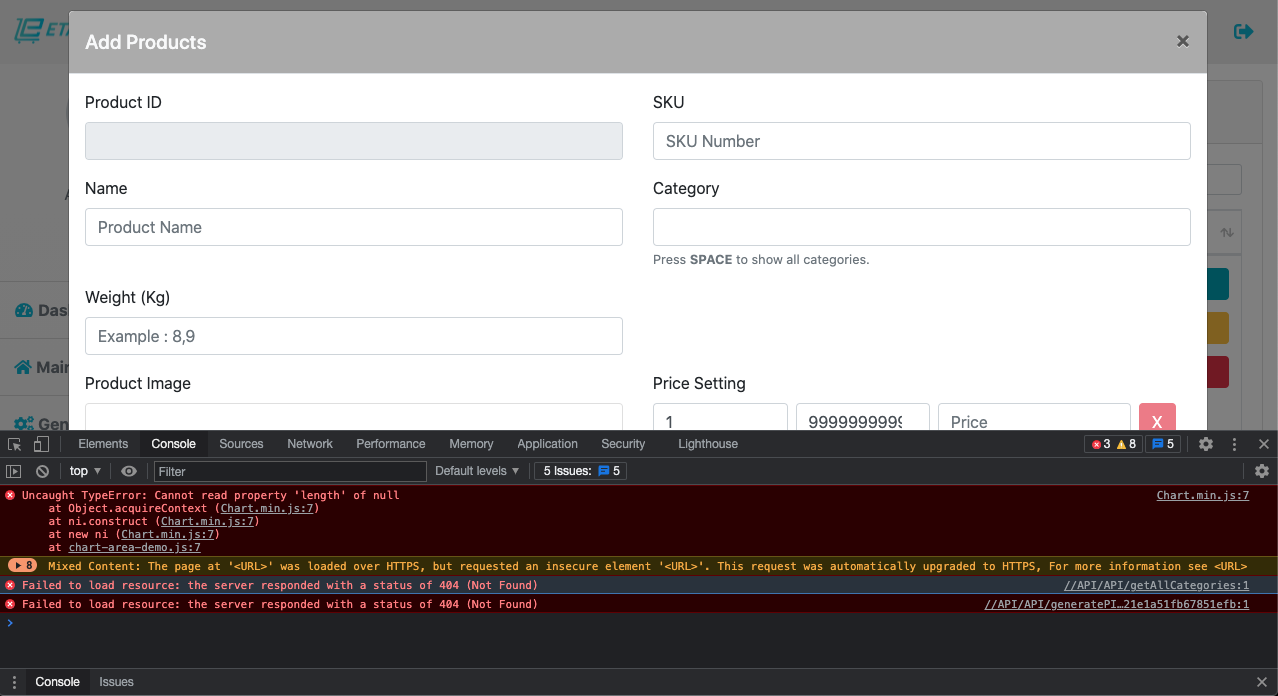 ETA
Add Products
×
Product ID
SKU
SKU Number
Name
Category
Product Name
Press SPACE to show all categories.
Weight (Kg)
Example : 8,9
Product Image
Price Setting
1
9999999999
Price
X
Dash
Main
Gen
Elements Console Sources Network Performance Memory Application Security Lighthouse 3 8 5
top Filter Default levels 5 Issues: 5
Uncaught TypeError: Cannot read property 'length' of null Chart.min.js:7
at Object.acquireContext (Chart.min.js:7)
at ni.construct (Chart.min.js:7)
at new ni (Chart.min.js:7)
at chart-area-demo.js:7
8 Mixed Content: The page at '<URL>' was loaded over HTTPS, but requested an insecure element '<URL>'. This request was automatically upgraded to HTTPS, For more information see <URL>
Failed to load resource: the server responded with a status of 404 (Not Found) //API/API/getAllCategories:1
Failed to load resource: the server responded with a status of 404 (Not Found) //API/API/generatePI…21e1a51fb67851efb:1
Console Issues